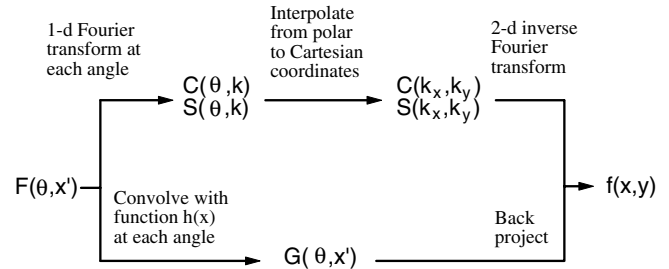 1-d Fourier
transform at
each angle
Interpolate
from polar
to Cartesian
coordinates
2-d inverse
Fourier
transform
C(θ,k)
S(θ,k)
C(kx,ky)
S(kx,ky)
F(θ,x')
f(x,y)
Convolve with
function h(x)
at each angle
Back
project
G(θ,x')